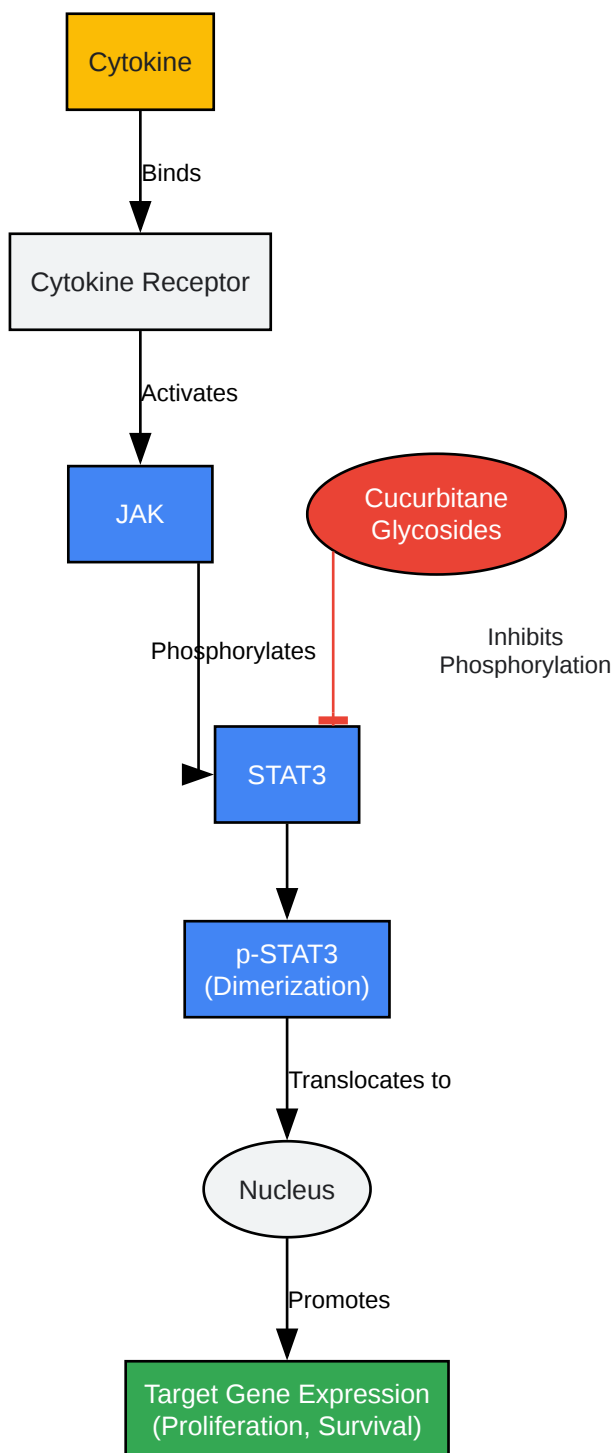 Cytokine
Binds
Cytokine Receptor
Activates
JAK
Cucurbitane
Glycosides
Phosphorylates
Inhibits
Phosphorylation
STAT3
p-STAT3
(Dimerization)
Translocates to
Nucleus
Promotes
Target Gene Expression
(Proliferation, Survival)